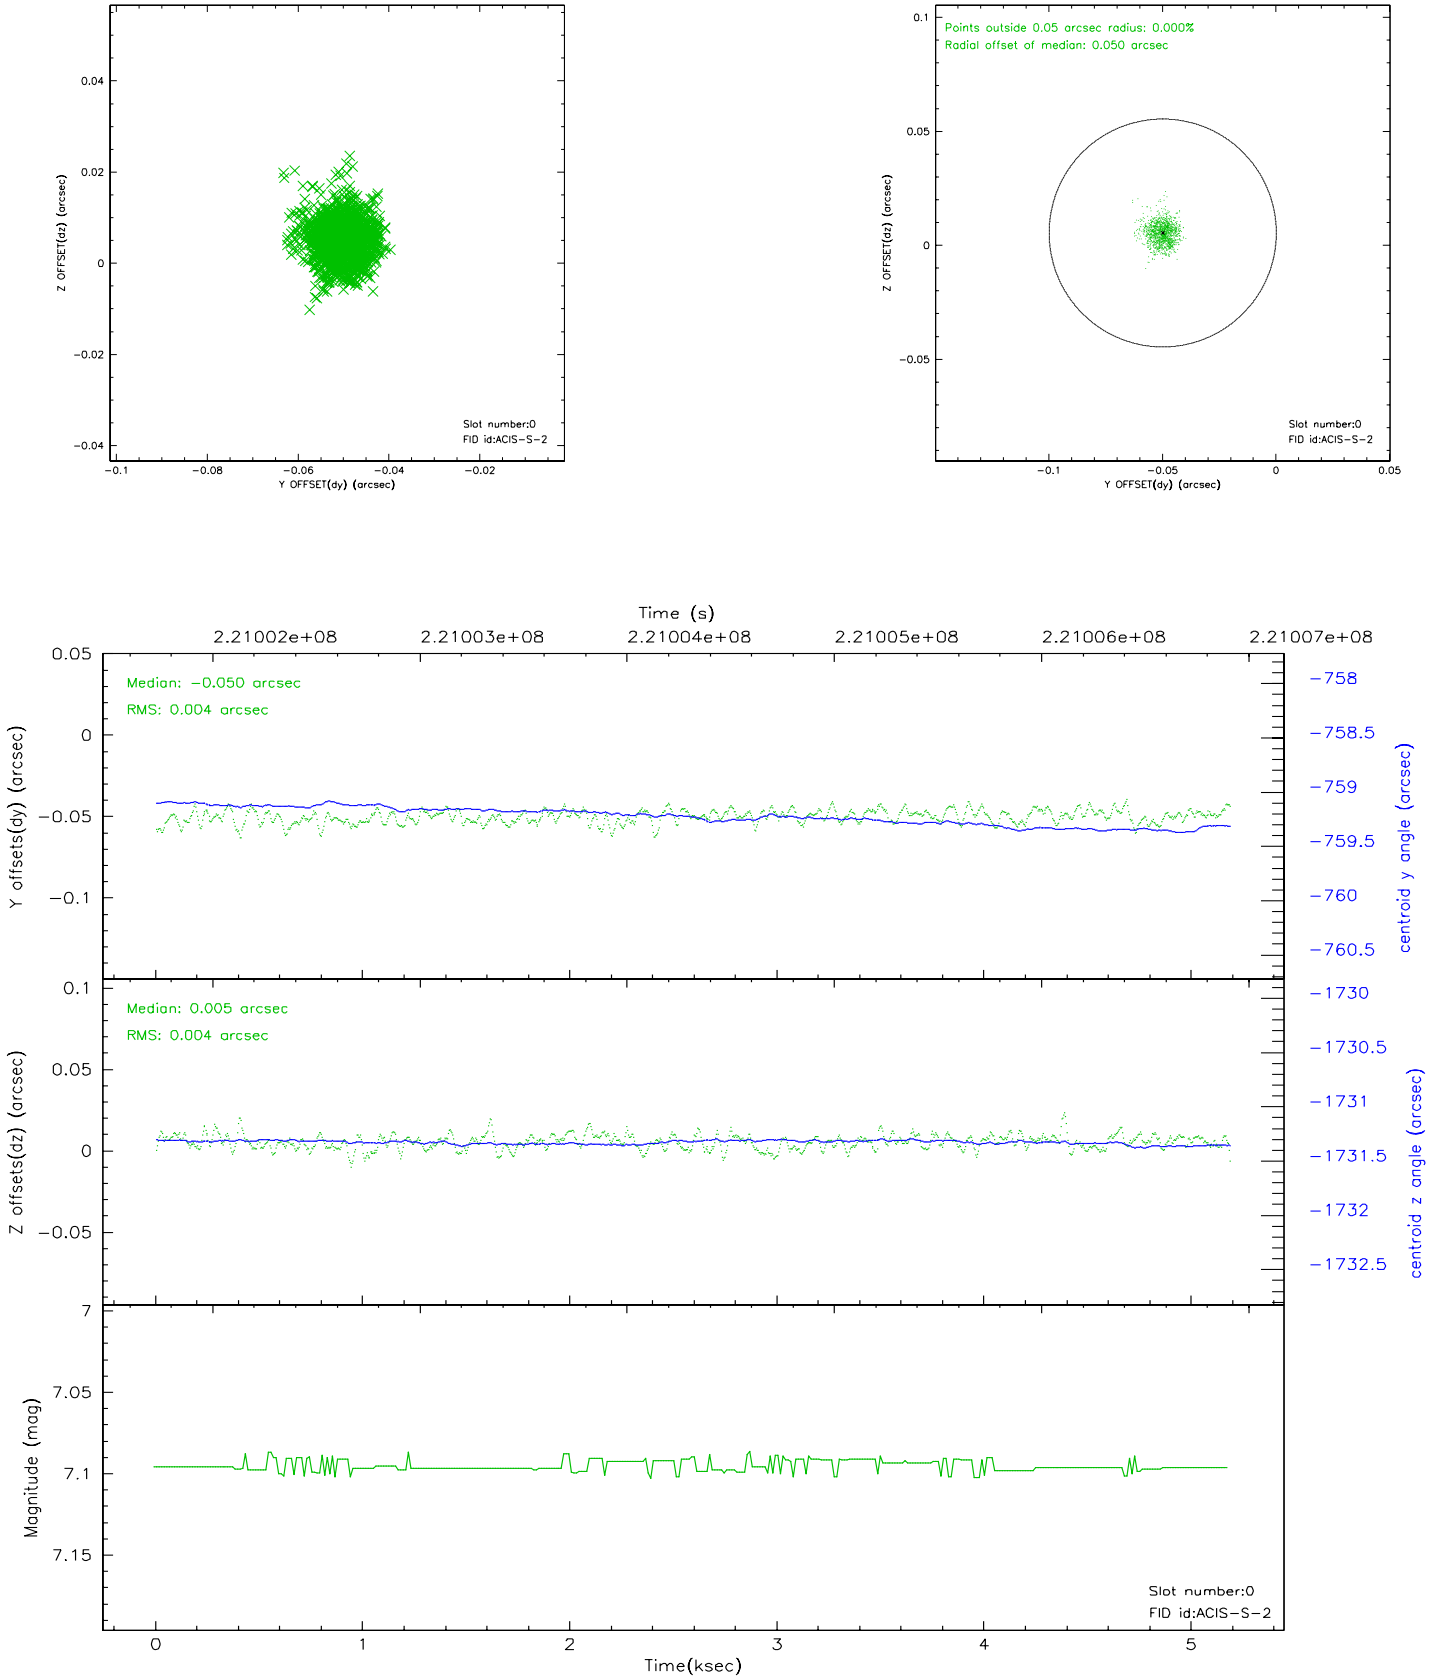 0.04
0.02
0
−0.02
−0.04
Z OFFSET(dz) (arcsec)
−0.1
−0.08
−0.06
−0.04
−0.02
Y OFFSET(dy) (arcsec)
Slot number:0
FID id:ACIS−S−2
Points outside 0.05 arcsec radius: 0.000%
Radial offset of median: 0.050 arcsec
0.1
0.05
0
−0.05
Z OFFSET(dz) (arcsec)
−0.1
−0.05
0
0.05
Y OFFSET(dy) (arcsec)
Slot number:0
FID id:ACIS−S−2
Time (s)
2.21002e+08
2.21003e+08
2.21004e+08
2.21005e+08
2.21006e+08
2.21007e+08
0.05
0
−0.05
−0.1
Y offsets(dy) (arcsec)
Median: −0.050 arcsec
RMS: 0.004 arcsec
−758
−758.5
−759
−759.5
−760
−760.5
centroid y angle (arcsec)
0.1
0.05
0
−0.05
Z offsets(dz) (arcsec)
Median: 0.005 arcsec
RMS: 0.004 arcsec
−1730
−1730.5
−1731
−1731.5
−1732
−1732.5
centroid z angle (arcsec)
7
7.05
7.1
7.15
Magnitude (mag)
Slot number:0
FID id:ACIS−S−2
0
1
2
3
4
5
Time(ksec)